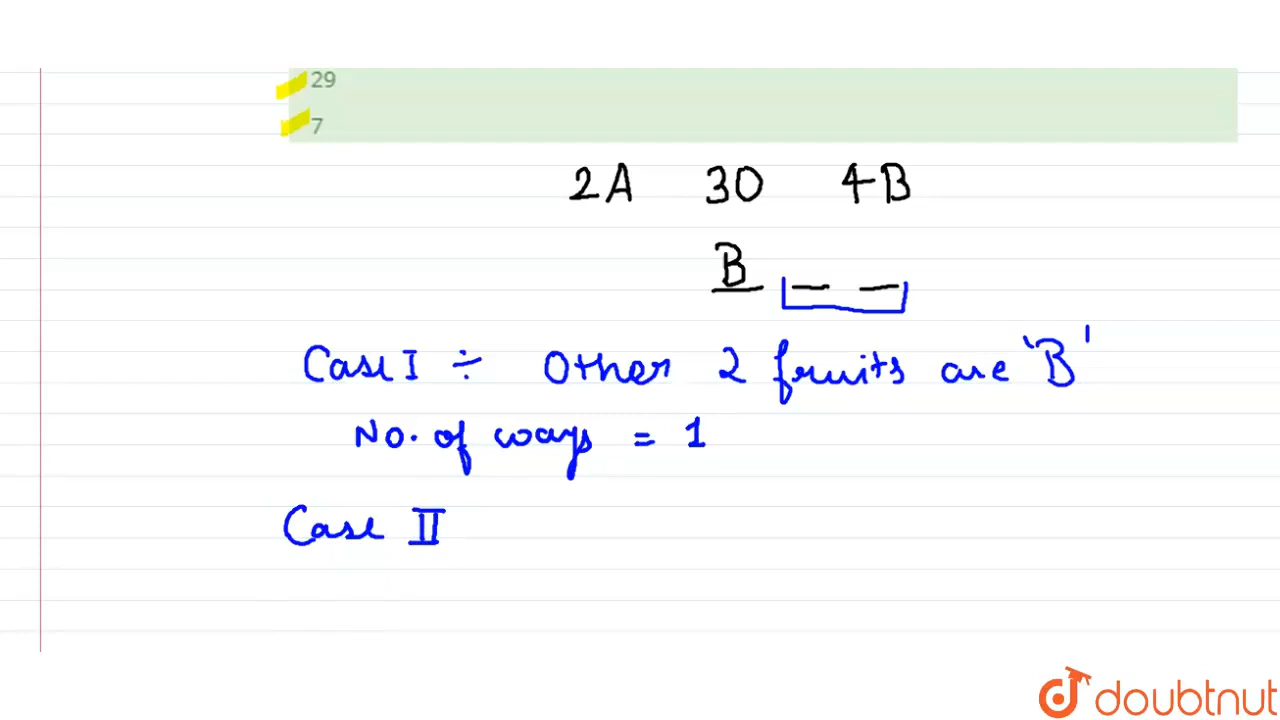 29
7
2A 3O 4B
B _ _
Case I ÷ Other 2 fruits are 'B'
No. of ways = 1
Case II
doubtnut